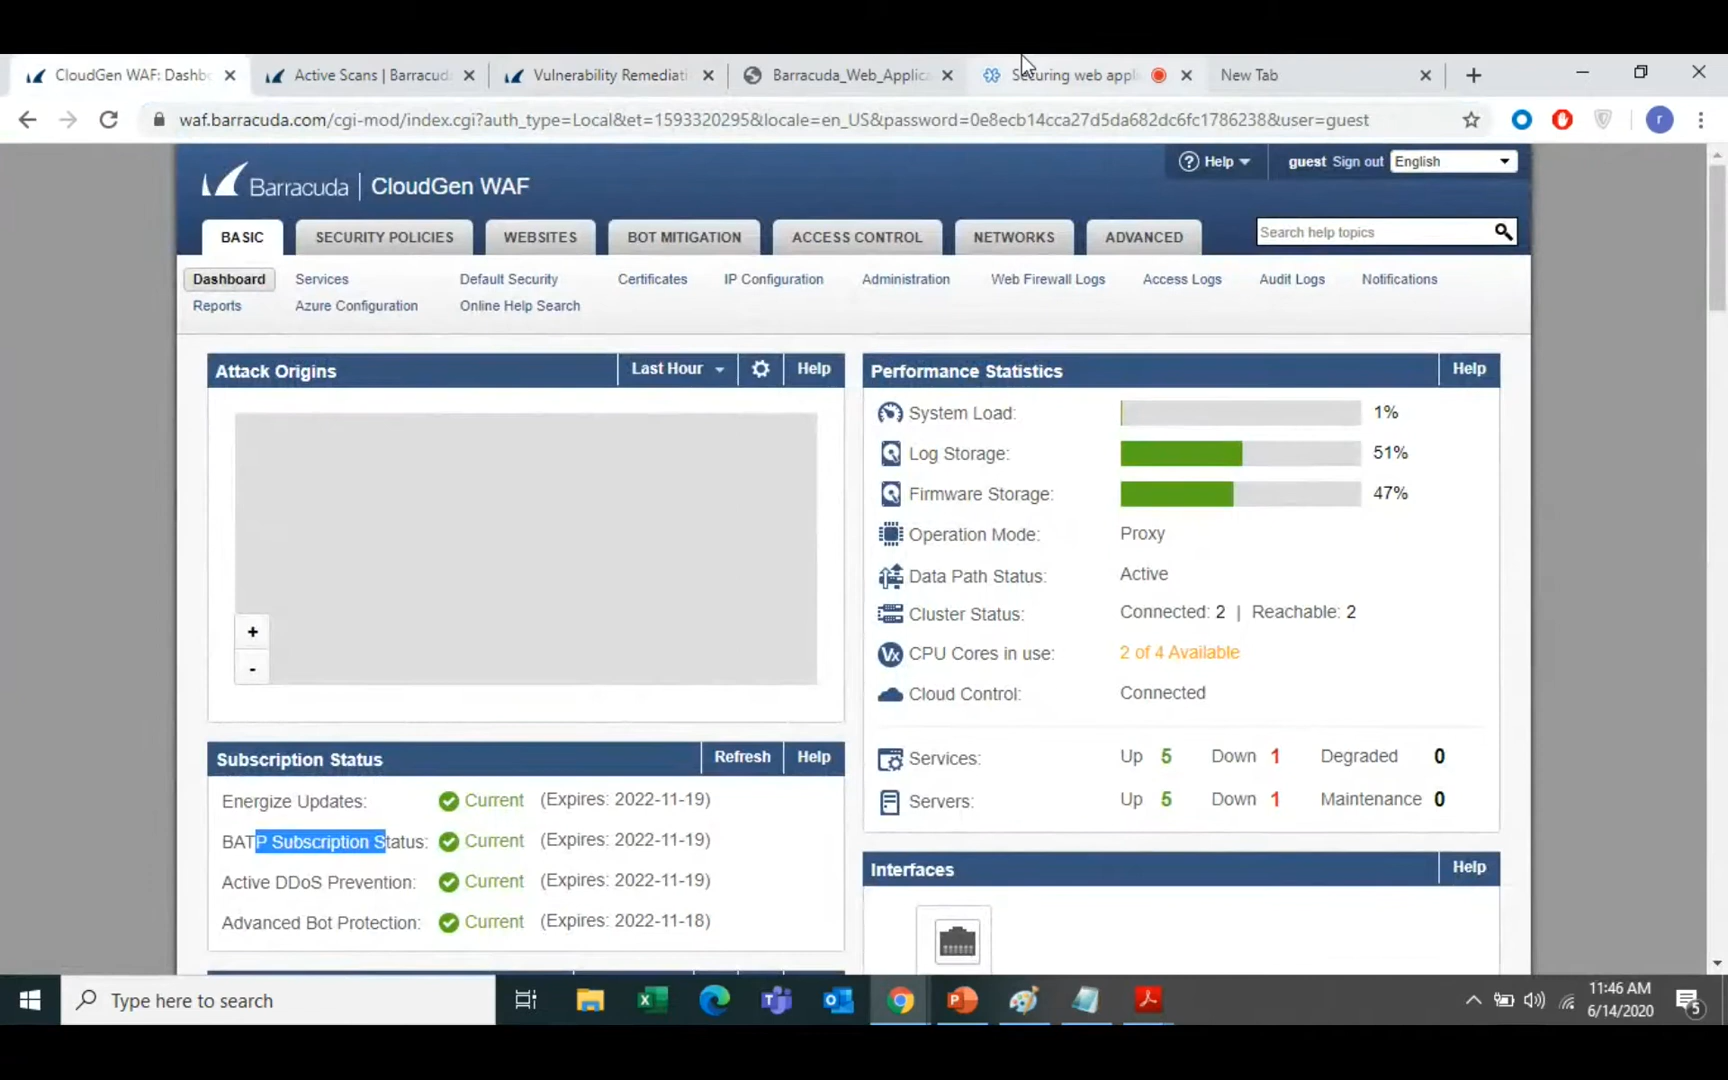 CloudGen WAF: Dashbo
Active Scans | Barracud
Vulnerability Remediati
Barracuda_Web_Applica
Securing web appl
New Tab
waf.barracuda.com/cgi-mod/index.cgi?auth_type=Local&et=1593320295&locale=en_US&password=0e8ecb14cca27d5da682dc6fc1786238&user=guest
r
Help
guest Sign out English
Barracuda | CloudGen WAF
BASIC SECURITY POLICIES WEBSITES BOT MITIGATION ACCESS CONTROL NETWORKS ADVANCED
Search help topics
Dashboard Services Default Security Certificates IP Configuration Administration Web Firewall Logs Access Logs Audit Logs Notifications
Reports Azure Configuration Online Help Search
Attack Origins Last Hour Help
+
-
Performance Statistics Help
System Load: 1%
Log Storage: 51%
Firmware Storage: 47%
Operation Mode: Proxy
Data Path Status: Active
Cluster Status: Connected: 2 | Reachable: 2
Vx CPU Cores in use: 2 of 4 Available
Cloud Control: Connected
Services: Up 5 Down 1 Degraded 0
Servers: Up 5 Down 1 Maintenance 0
Subscription Status Refresh Help
Energize Updates: Current (Expires: 2022-11-19)
BATP Subscription Status: Current (Expires: 2022-11-19)
Active DDoS Prevention: Current (Expires: 2022-11-19)
Advanced Bot Protection: Current (Expires: 2022-11-18)
Interfaces Help
Type here to search
11:46 AM
6/14/2020
5